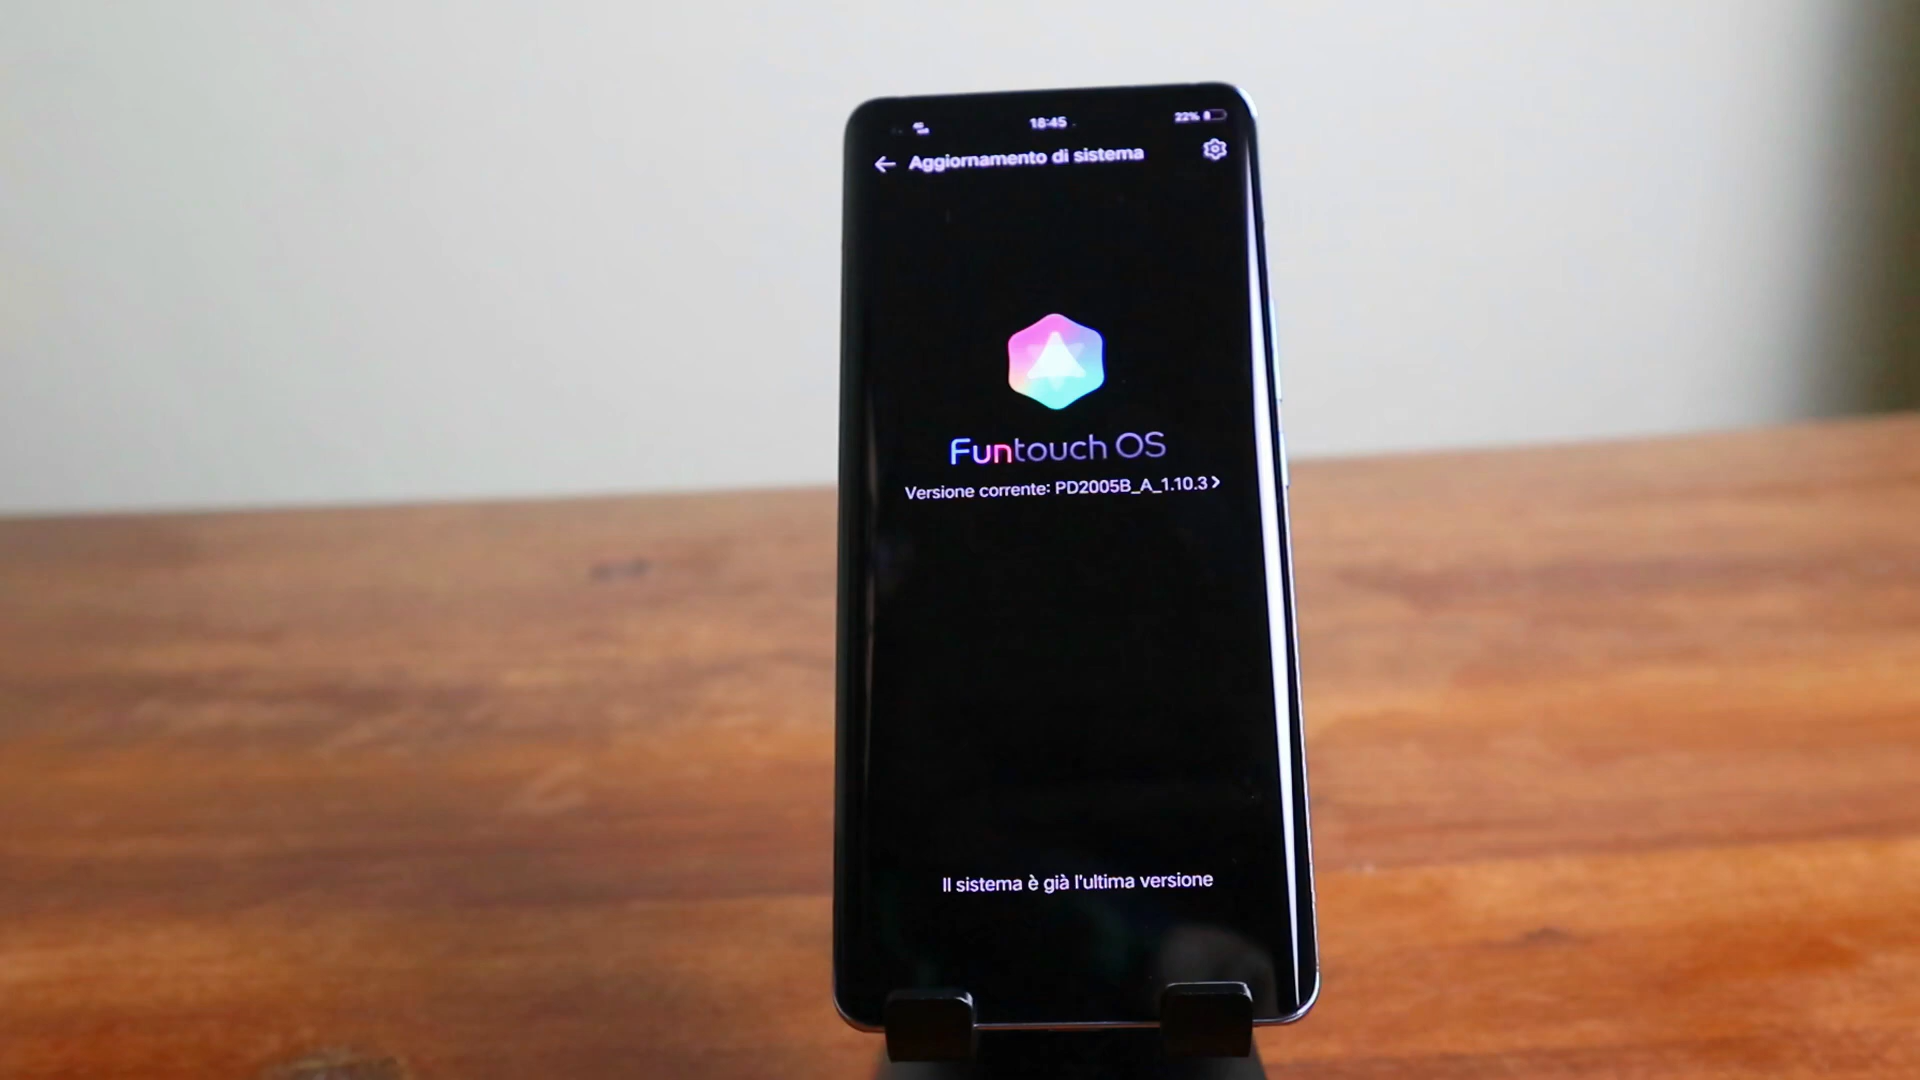 18:45
22%
Aggiornamento di sistema
Funtouch OS
Versione corrente: PD2005B_A_1.10.3
Il sistema è già l'ultima versione